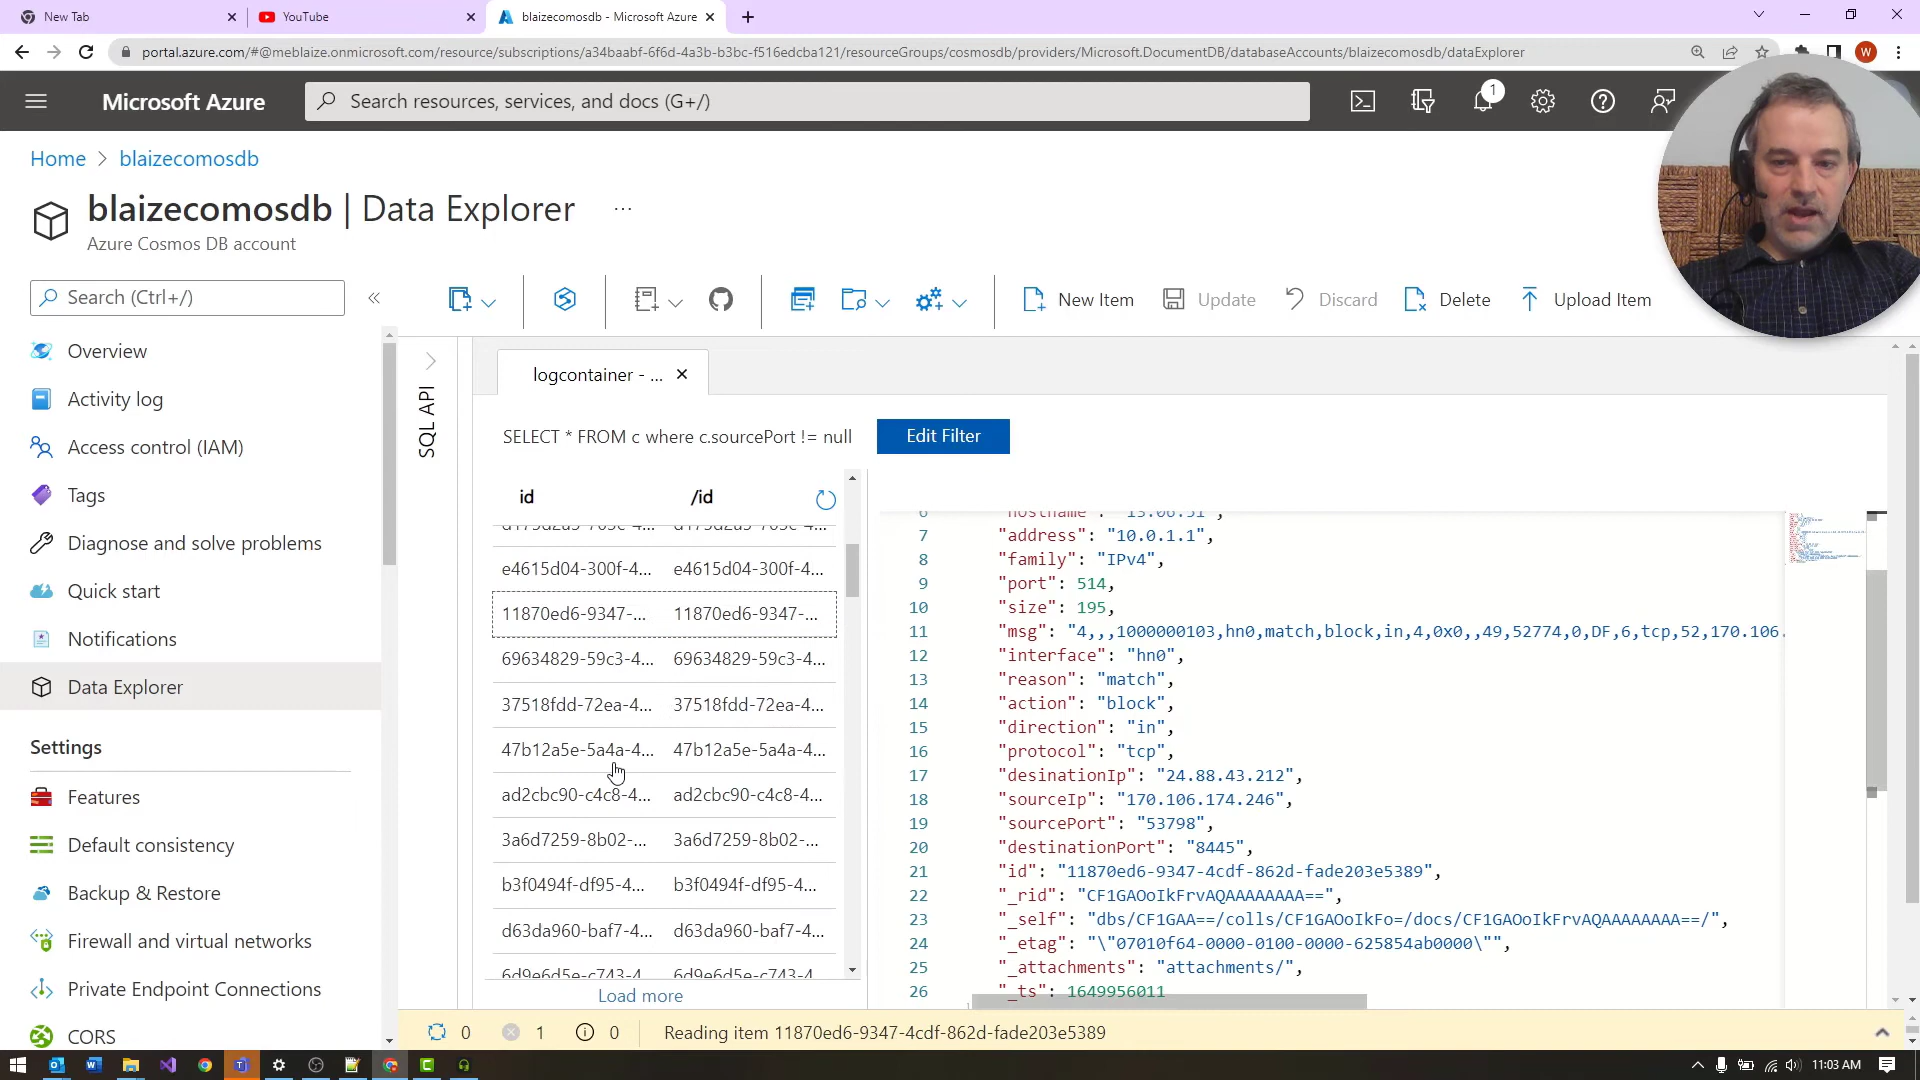 New Tab
YouTube
blaizecomosdb - Microsoft Azure
portal.azure.com/#@meblaize.onmicrosoft.com/resource/subscriptions/a34baabf-6f6d-4a3b-b3bc-f516edcba121/resourceGroups/cosmosdb/providers/Microsoft.DocumentDB/databaseAccounts/blaizecomosdb/dataExplorer
W
Microsoft Azure
Search resources, services, and docs (G+/)
1
Home > blaizecomosdb
blaizecomosdb | Data Explorer ...
Azure Cosmos DB account
Search (Ctrl+/)
New Item
Update
Discard
Delete
Upload Item
Overview
Activity log
Access control (IAM)
Tags
Diagnose and solve problems
Quick start
Notifications
Data Explorer
Settings
Features
Default consistency
Backup & Restore
Firewall and virtual networks
Private Endpoint Connections
CORS
SQL API
logcontainer - ...
SELECT * FROM c where c.sourcePort != null
Edit Filter
id /id
e4615d04-300f-4... e4615d04-300f-4...
11870ed6-9347-... 11870ed6-9347-...
69634829-59c3-4... 69634829-59c3-4...
37518fdd-72ea-4... 37518fdd-72ea-4...
47b12a5e-5a4a-4... 47b12a5e-5a4a-4...
ad2cbc90-c4c8-4... ad2cbc90-c4c8-4...
3a6d7259-8b02-... 3a6d7259-8b02-...
b3f0494f-df95-4... b3f0494f-df95-4...
d63da960-baf7-4... d63da960-baf7-4...
6d9e6d5e-c743-4 6d9e6d5e-c743-4
Load more
7 "address": "10.0.1.1",
8 "family": "IPv4",
9 "port": 514,
10 "size": 195,
11 "msg": "4,,,1000000103,hn0,match,block,in,4,0x0,,49,52774,0,DF,6,tcp,52,170.106.
12 "interface": "hn0",
13 "reason": "match",
14 "action": "block",
15 "direction": "in",
16 "protocol": "tcp",
17 "desinationIp": "24.88.43.212",
18 "sourceIp": "170.106.174.246",
19 "sourcePort": "53798",
20 "destinationPort": "8445",
21 "id": "11870ed6-9347-4cdf-862d-fade203e5389",
22 "_rid": "CF1GAOoIkFrvAQAAAAAAAA==",
23 "_self": "dbs/CF1GAA==/colls/CF1GAOoIkFo=/docs/CF1GAOoIkFrvAQAAAAAAAA==/",
24 "_etag": "\"07010f64-0000-0100-0000-625854ab0000\"",
25 "_attachments": "attachments/",
26 "_ts": 1649956011
0 1 0 Reading item 11870ed6-9347-4cdf-862d-fade203e5389
11:03 AM